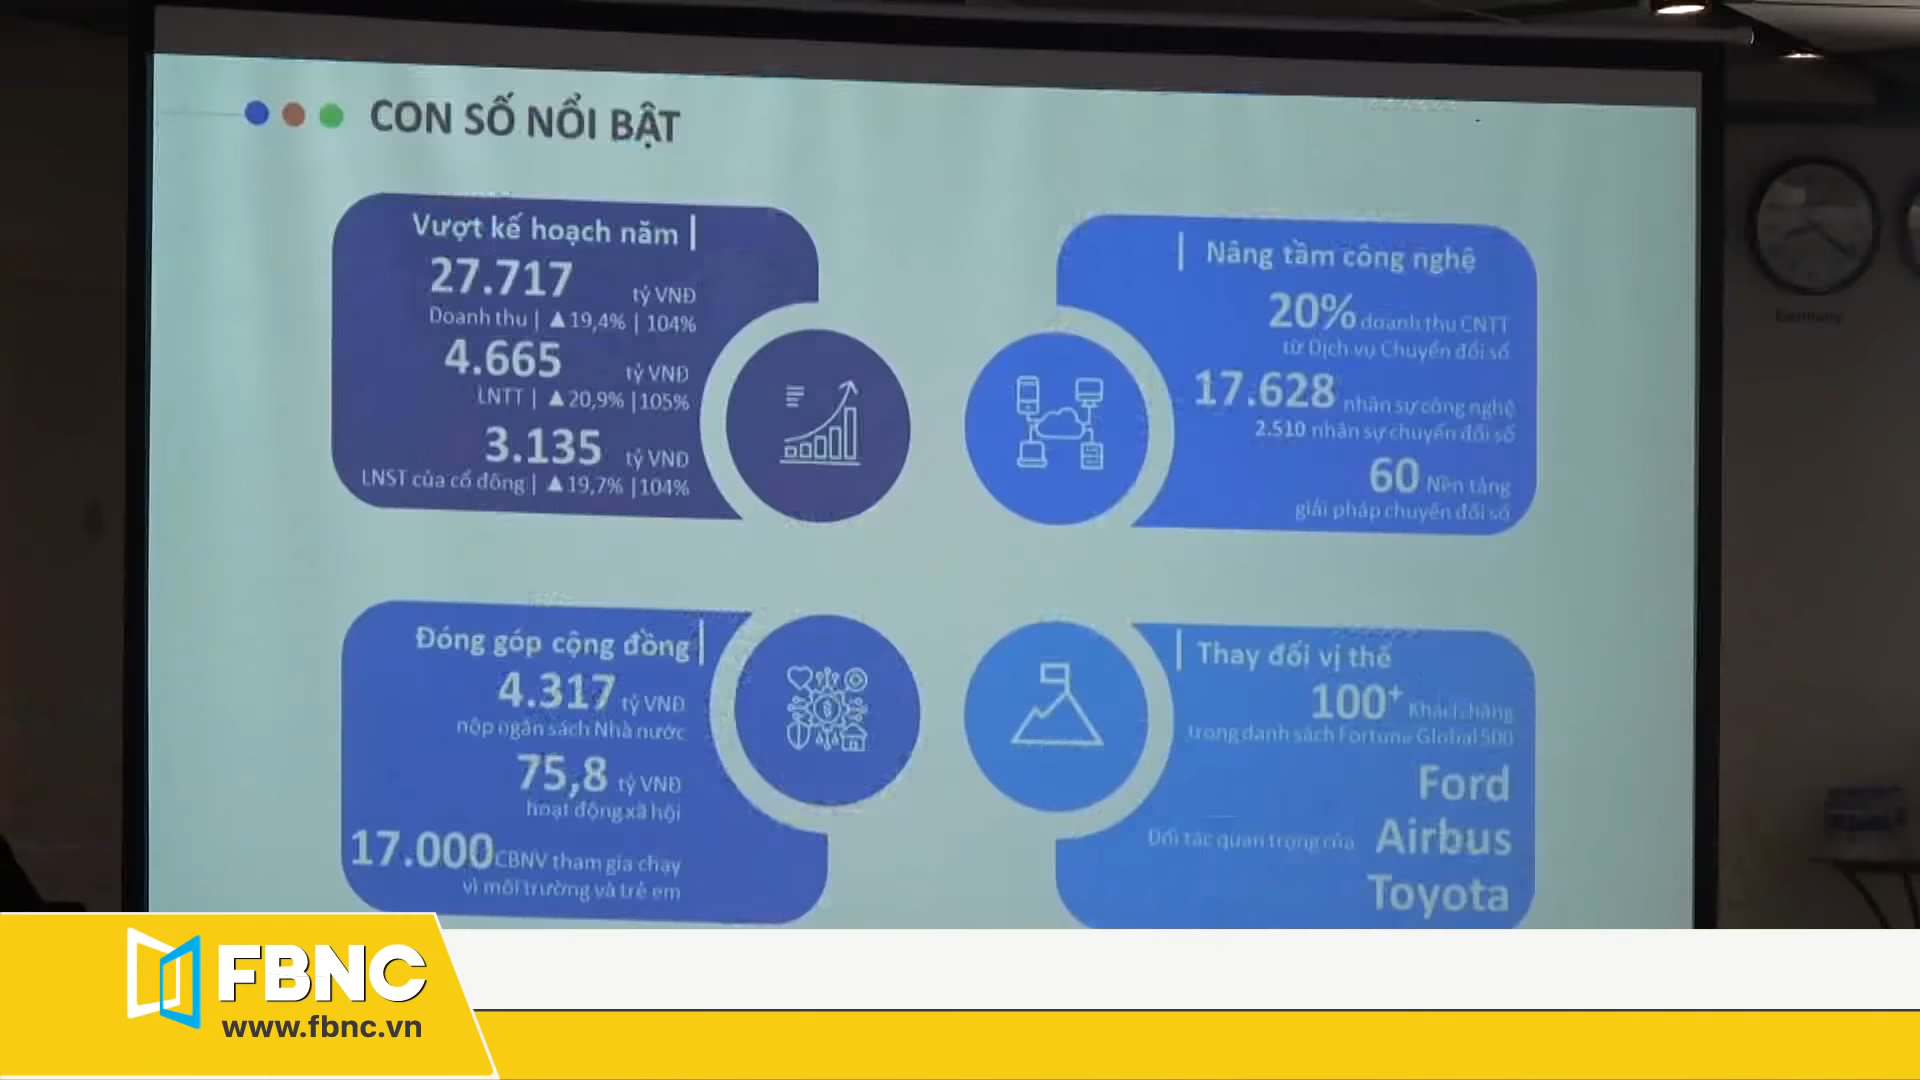 CON SỐ NỔI BẬT
Vượt kế hoạch năm
27.717 tỷ VNĐ
Doanh thu | ▲19,4% | 104%
4.665 tỷ VNĐ
LNTT | ▲20,9% | 105%
3.135 tỷ VNĐ
LNST của cổ đông | ▲19,7% | 104%
Nâng tầm công nghệ
20% doanh thu CNTT
từ Dịch vụ Chuyển đổi số
17.628 nhân sự công nghệ
2.510 nhân sự chuyển đổi số
60 Nền tảng
giải pháp chuyển đổi số
Đóng góp cộng đồng
4.317 tỷ VNĐ
nộp ngân sách Nhà nước
75,8 tỷ VNĐ
hoạt động xã hội
17.000 CBNV tham gia chạy
vì môi trường và trẻ em
Thay đổi vị thế
100+ Khách hàng
trong danh sách Fortune Global 500
Ford
Đối tác quan trọng của Airbus
Toyota
Germany
FBNC
www.fbnc.vn